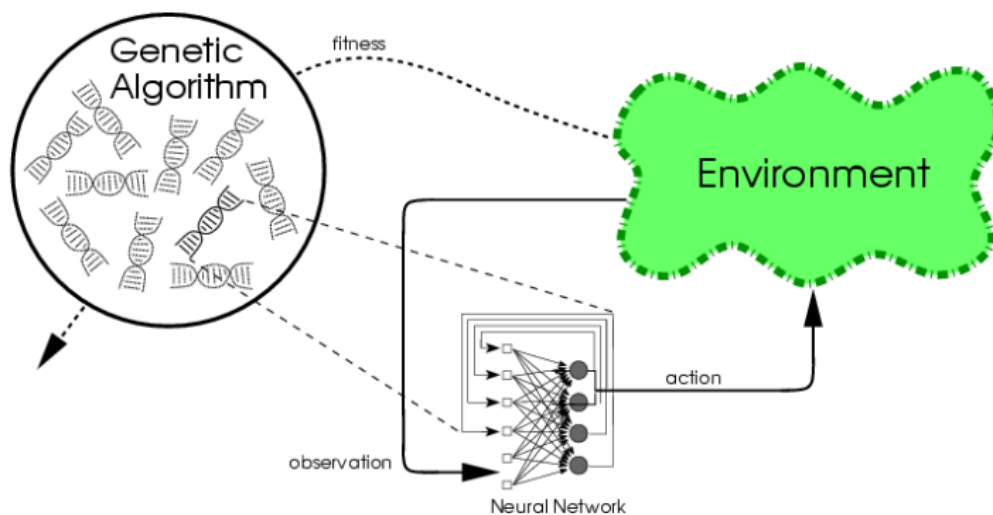 Genetic
Algorithm
fitness
Environment
action
observation
Neural Network